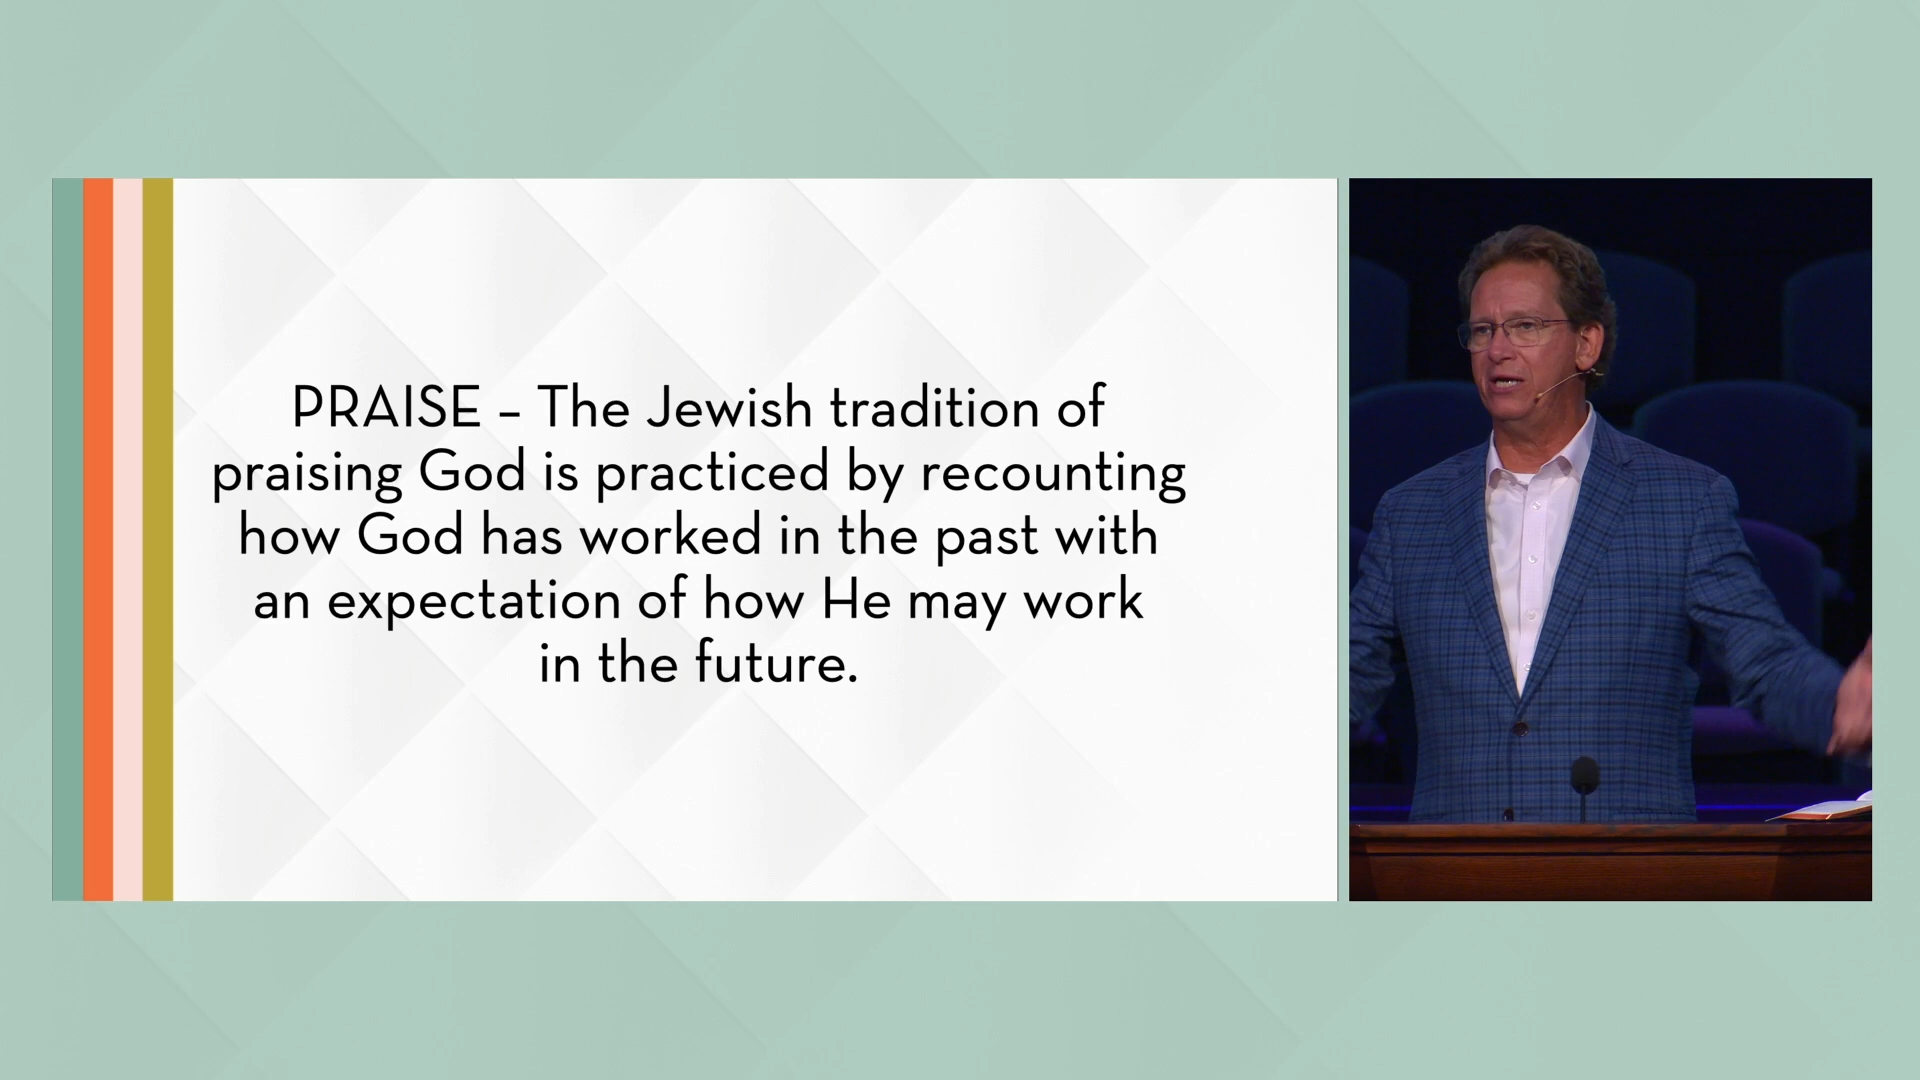 PRAISE – The Jewish tradition of
praising God is practiced by recounting
how God has worked in the past with
an expectation of how He may work
in the future.